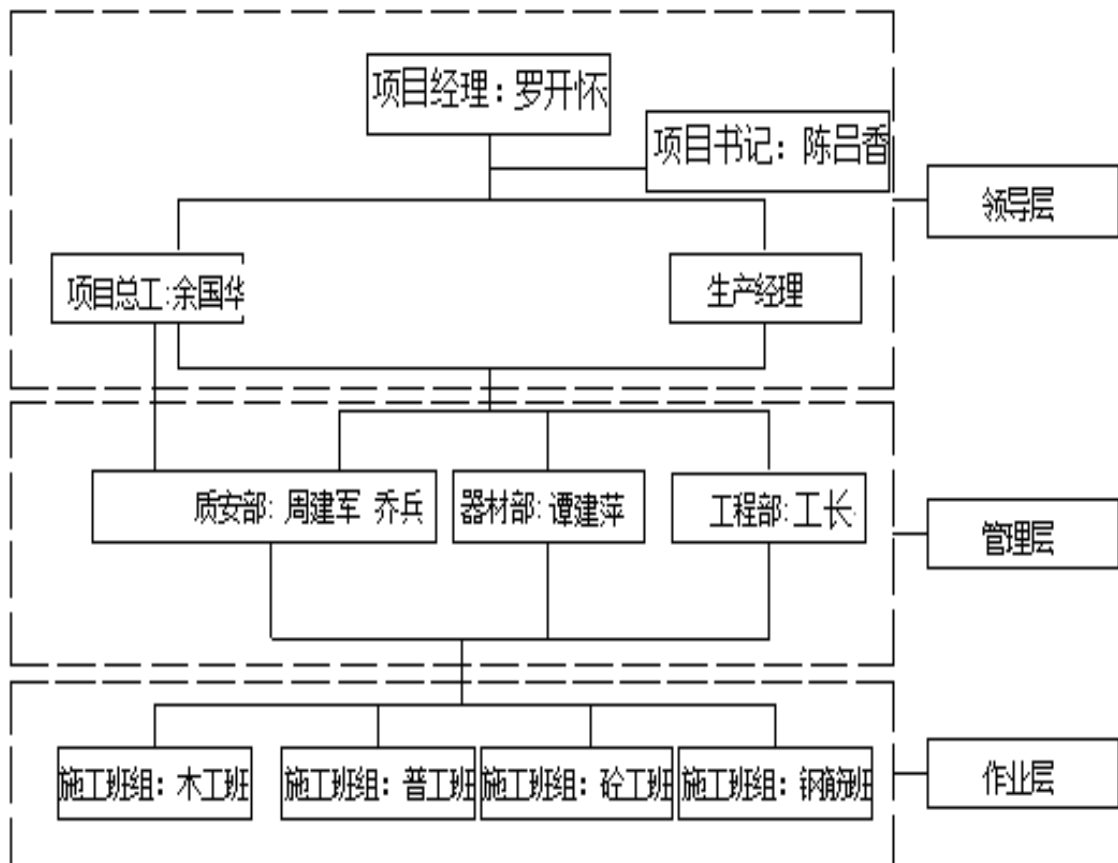 项目经理：罗开怀
项目书记：陈吕香
领导层
项目总工:余国华
生产经理
质安部：周建军 乔兵
器材部：谭建萍
工程部：工长
管理层
施工班组：木工班
施工班组：普工班
施工班组：砼工班
施工班组：钢筋班
作业层